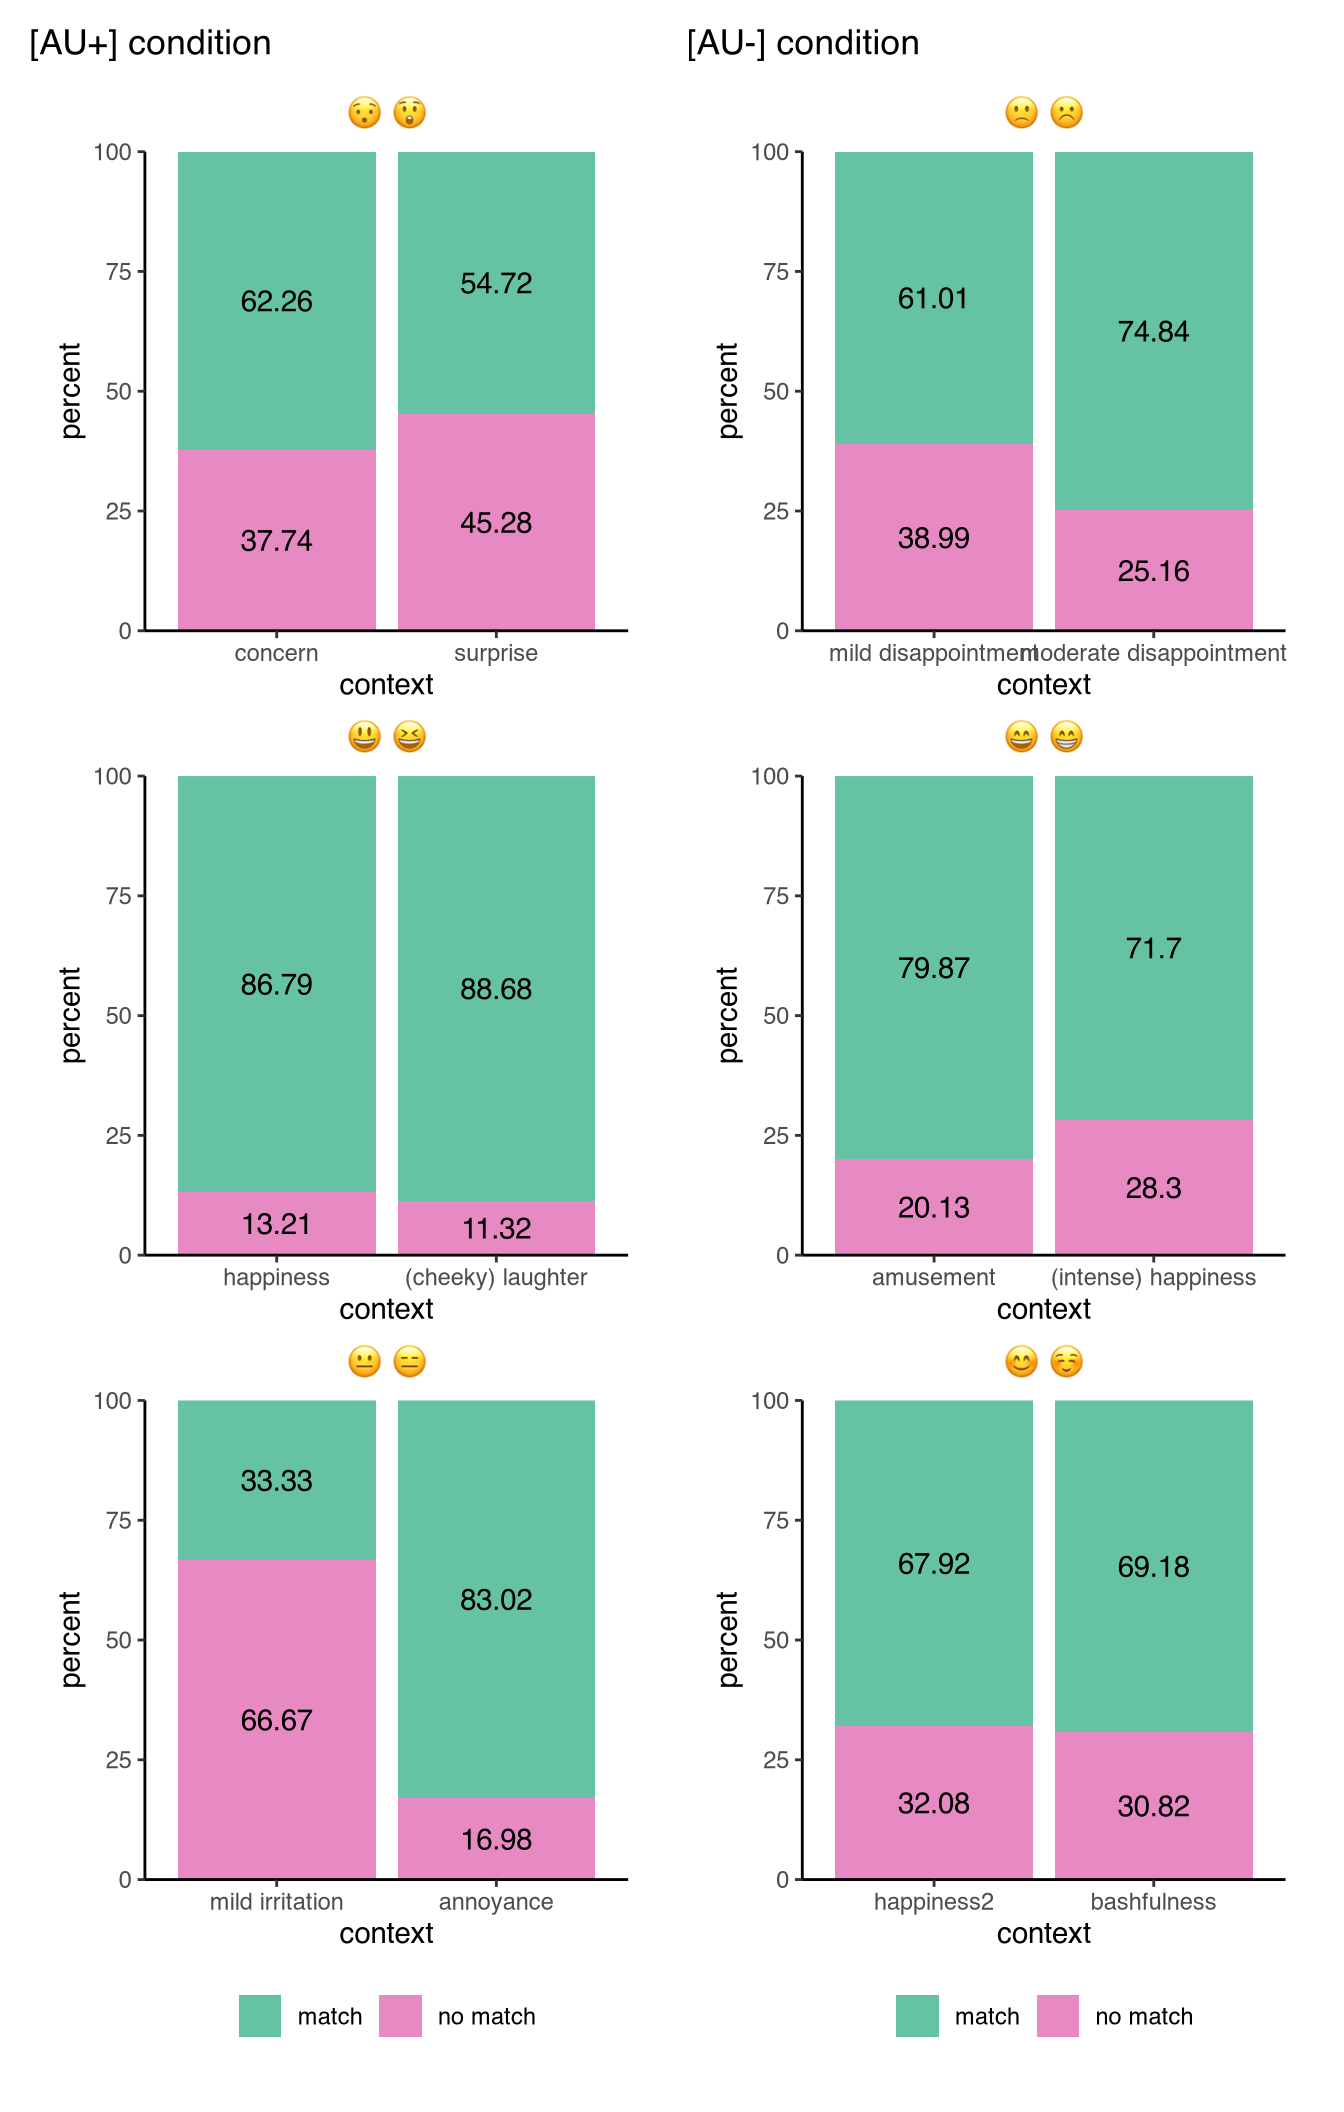 [AU+] condition
[AU-] condition
😯 😲
100
75
50
25
0
percent
62.26
54.72
37.74
45.28
concern
surprise
context
🙁 ☹️
100
75
50
25
0
percent
61.01
74.84
38.99
25.16
mild disappointment
moderate disappointment
context
😃 😆
100
75
50
25
0
percent
86.79
88.68
13.21
11.32
happiness
(cheeky) laughter
context
😄 😁
100
75
50
25
0
percent
79.87
71.7
20.13
28.3
amusement
(intense) happiness
context
😐 😑
100
75
50
25
0
percent
33.33
83.02
66.67
16.98
mild irritation
annoyance
context
😊 ☺️
100
75
50
25
0
percent
67.92
69.18
32.08
30.82
happiness2
bashfulness
context
match
no match
match
no match